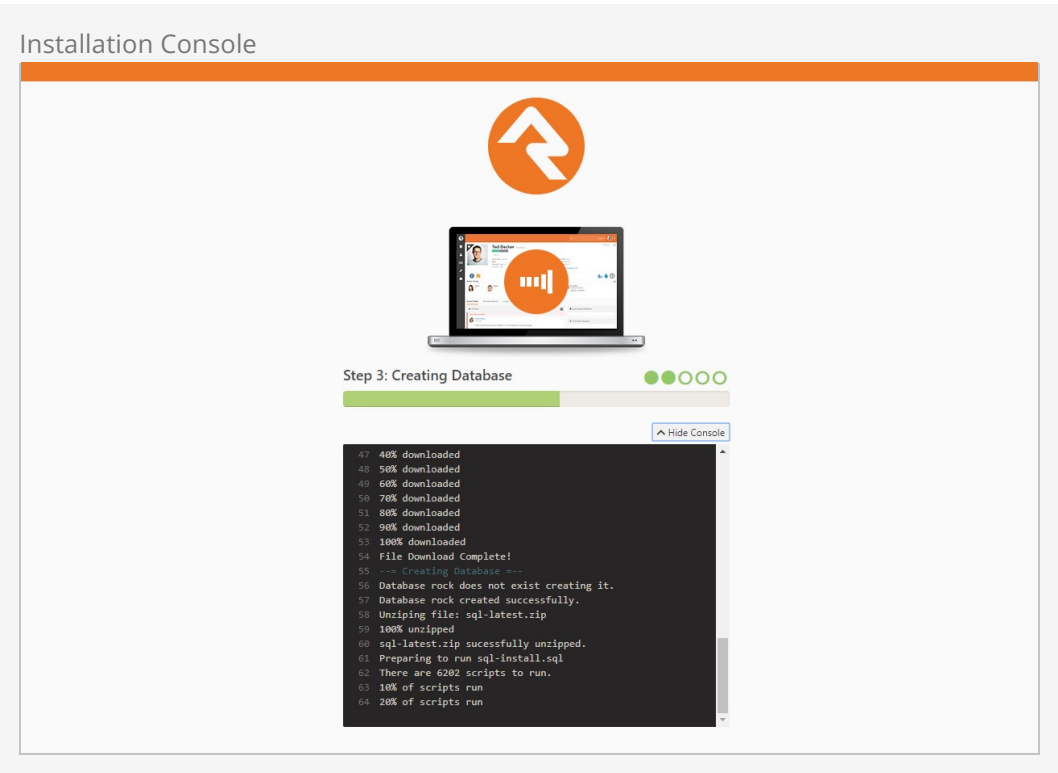 Installation Console
Ted Decker
Step 3: Creating Database
Hide Console
47 40% downloaded
48 50% downloaded
49 60% downloaded
50 70% downloaded
51 80% downloaded
52 90% downloaded
53 100% downloaded
54 File Download Complete!
55 --= Creating Database =--
56 Database rock does not exist creating it.
57 Database rock created successfully.
58 Unziping file: sql-latest.zip
59 100% unzipped
60 sql-latest.zip sucessfully unzipped.
61 Preparing to run sql-install.sql
62 There are 6202 scripts to run.
63 10% of scripts run
64 20% of scripts run